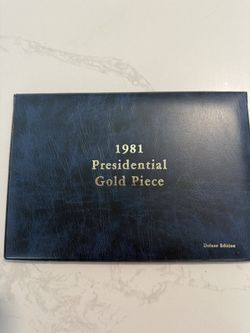 1981
Presidential
Gold Piece
Deluxe Edition